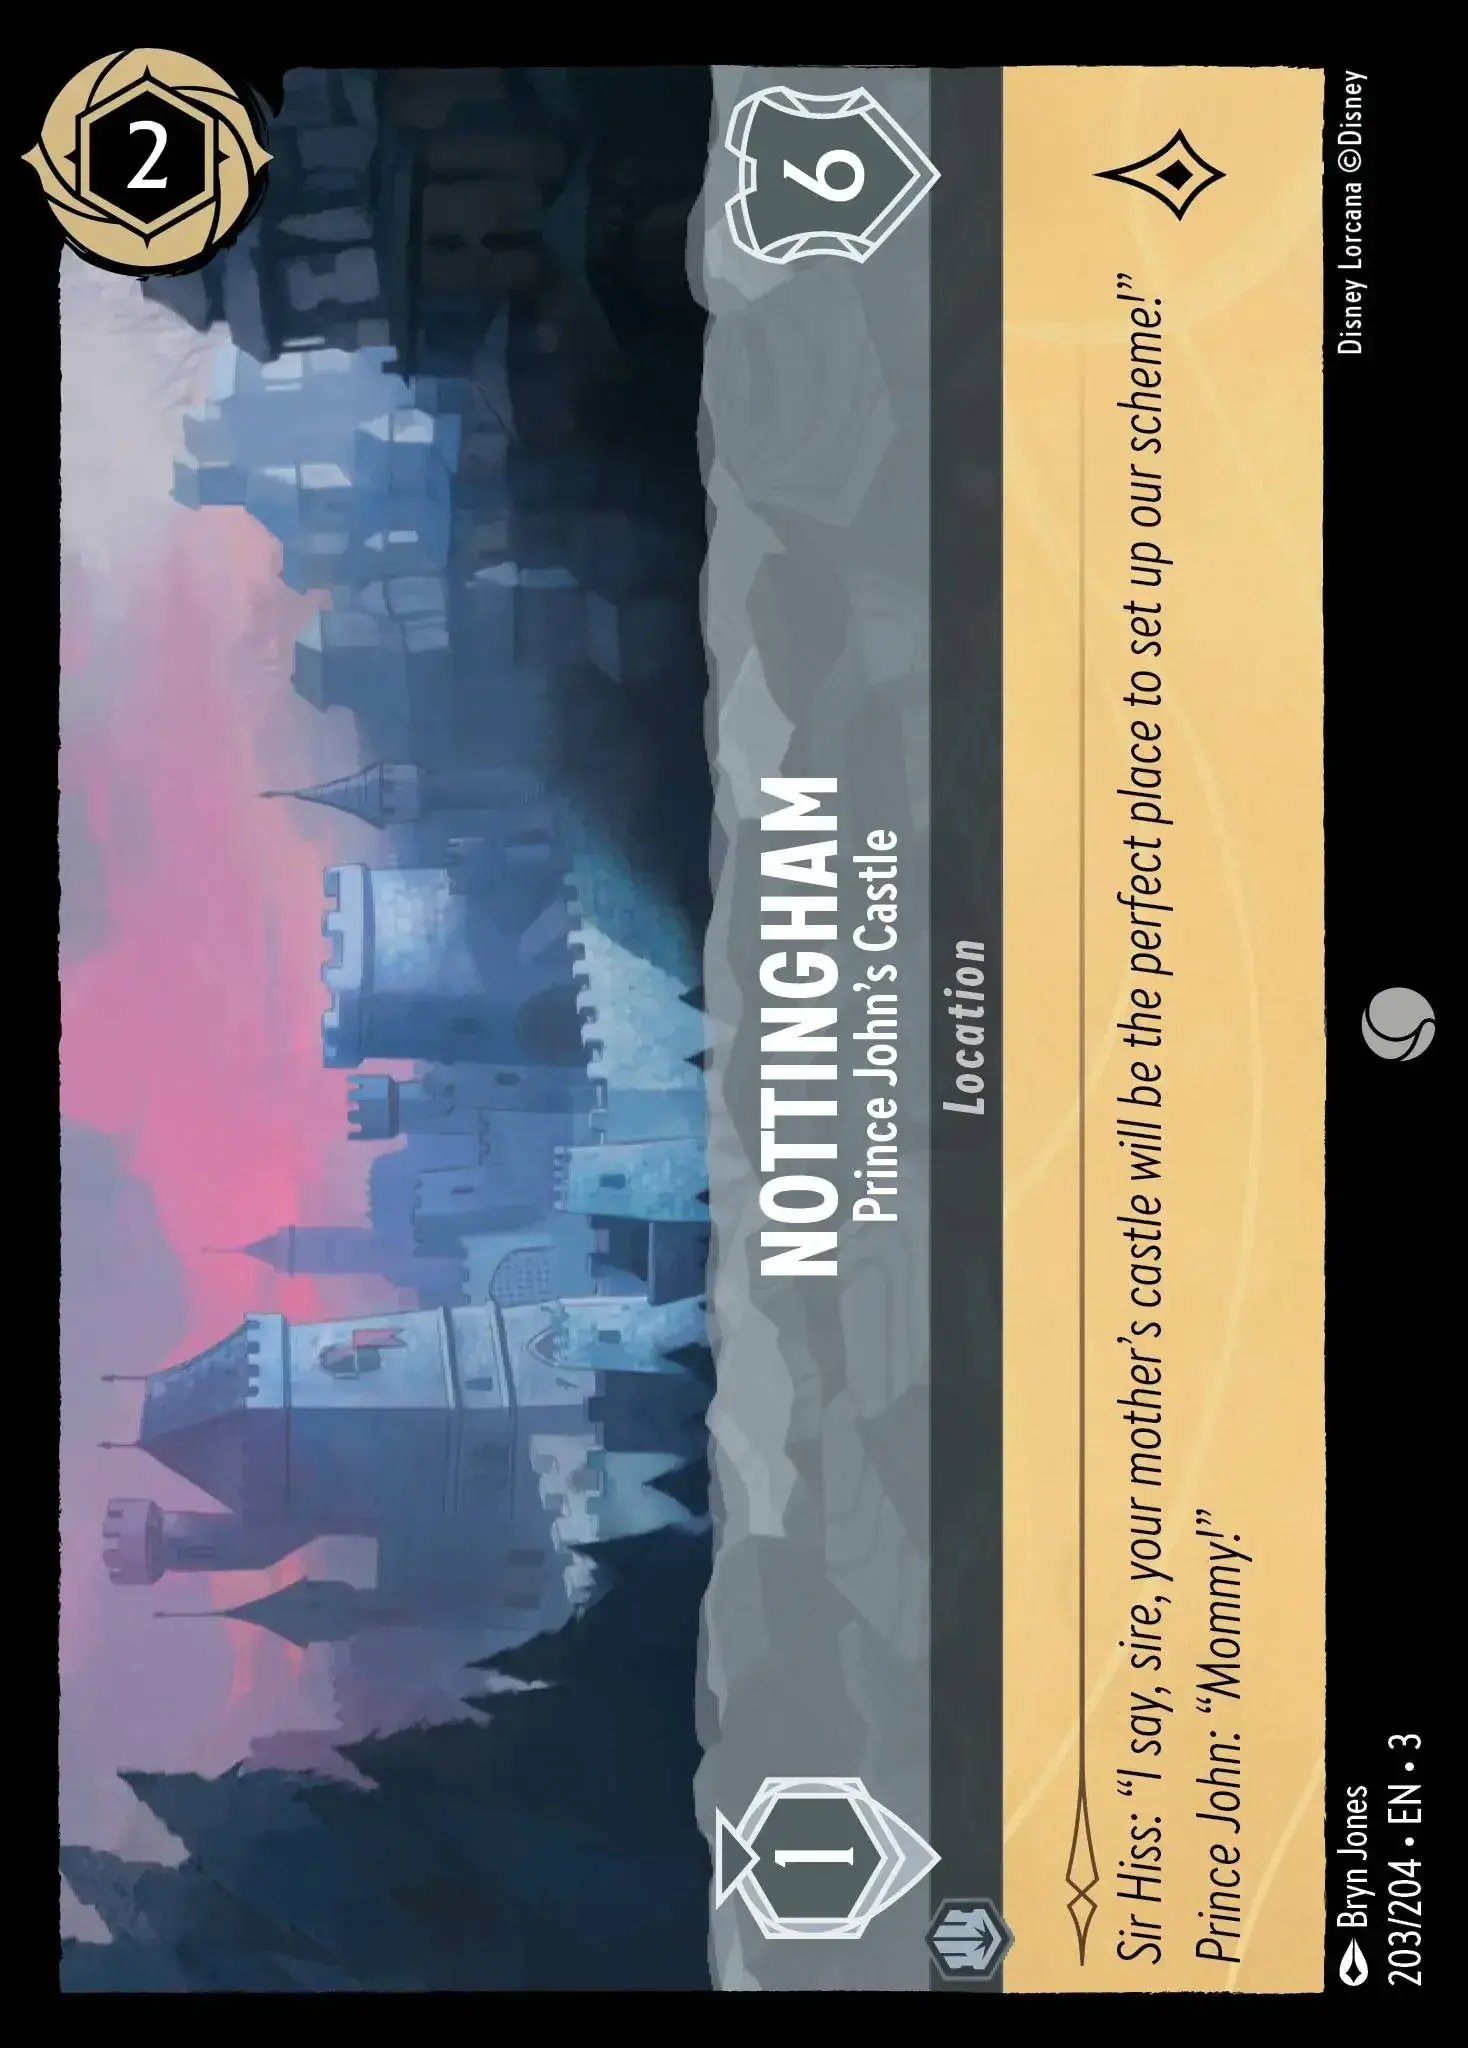 2
1
NOTTINGHAM
Prince John's Castle
6
Location
Sir Hiss: “I say, sire, your mother’s castle will be the perfect place to set up our scheme!”
Prince John: “Mommy!”
Bryn Jones
203/204 • EN • 3
Disney Lorcana ©Disney